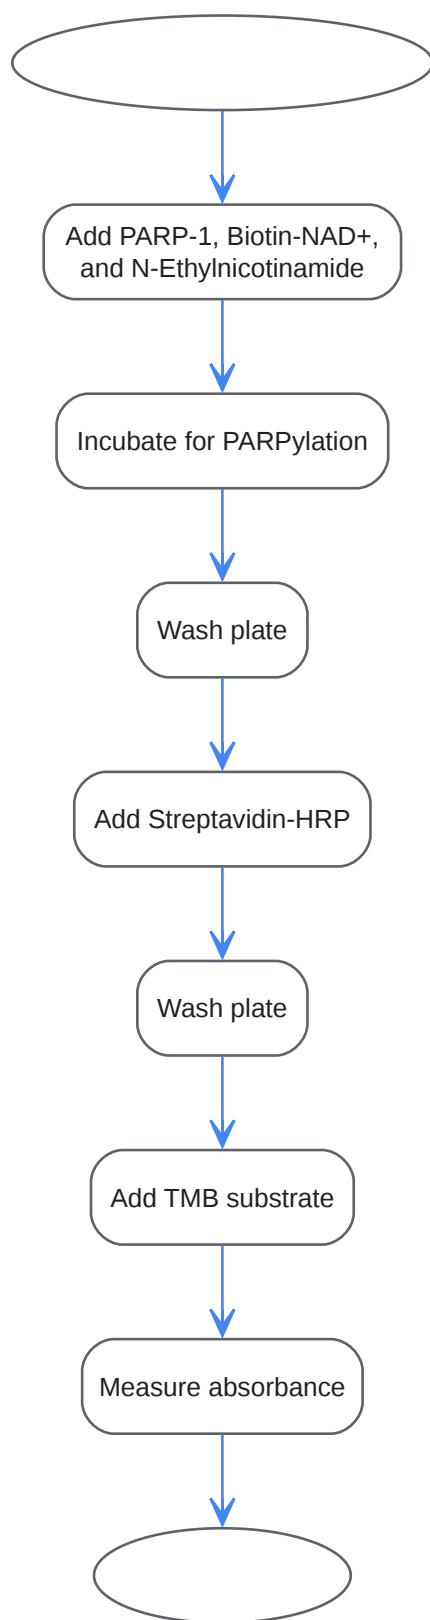 Add PARP-1, Biotin-NAD+,
and N-Ethylnicotinamide
Incubate for PARPylation
Wash plate
Add Streptavidin-HRP
Wash plate
Add TMB substrate
Measure absorbance